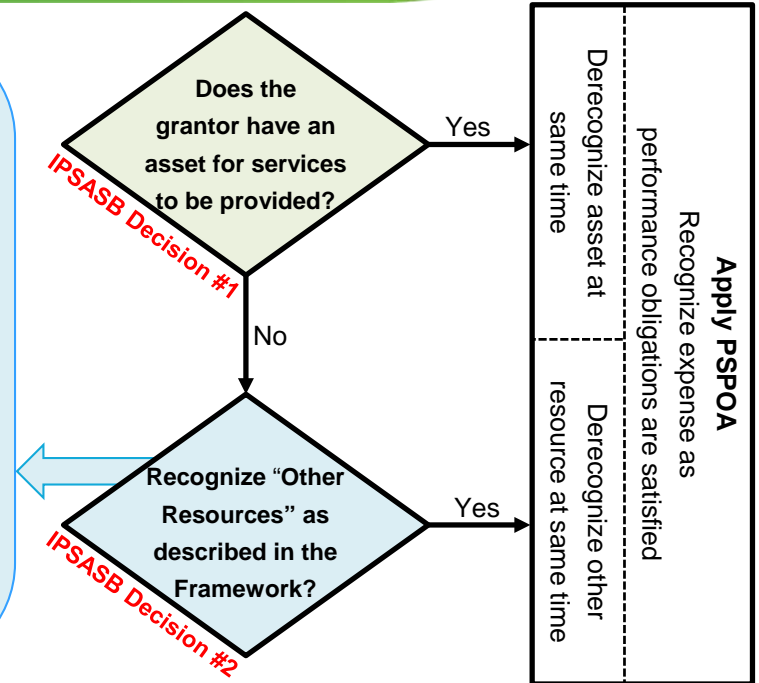 Does the
grantor have an
asset for services
to be provided?
IPSASB Decision #1
Yes
No
Recognize “Other
Resources” as
described in the
Framework?
IPSASB Decision #2
Yes
Apply PSPOA
Recognize expense as
performance obligations are satisfied
Derecognize asset at
same time
Derecognize other
resource at same time